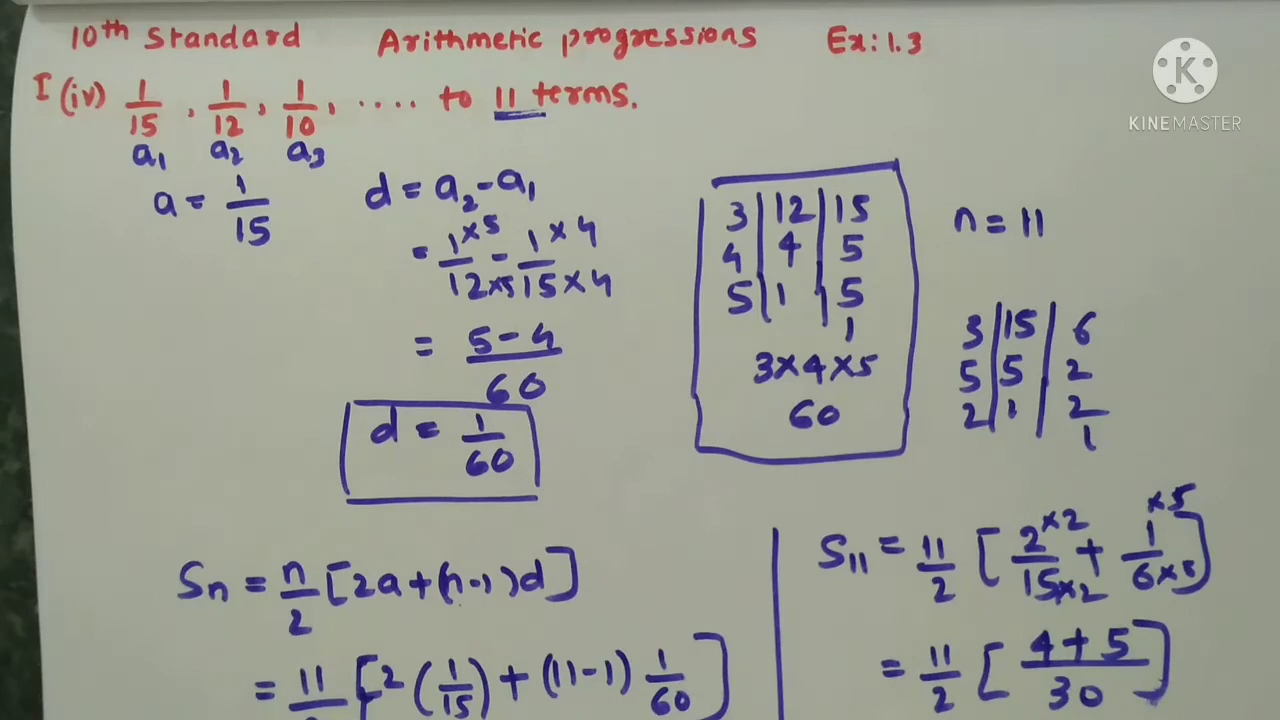 10th Standard Arithmetic progressions Ex:1.3
I (iv) 1/15, 1/12, 1/10, .... to 11 terms.
a₁ a₂ a₃
a = 1/15
d = a₂-a₁
= 1×5/12×5 - 1×4/15×4
= 5-4/60
d = 1/60
3|12|15
4|4|5
5|1|5
1
3×4×5
60
n = 11
3|15|6
5|5|2
2|1|2
1
Sn = n/2 [2a+(n-1)d]
= 11/2 [2(1/15)+(11-1)1/60]
S₁₁ = 11/2 [2×2/15×2 + 1×5/6×5]
= 11/2 [4+5/30]
K
KINEMASTER